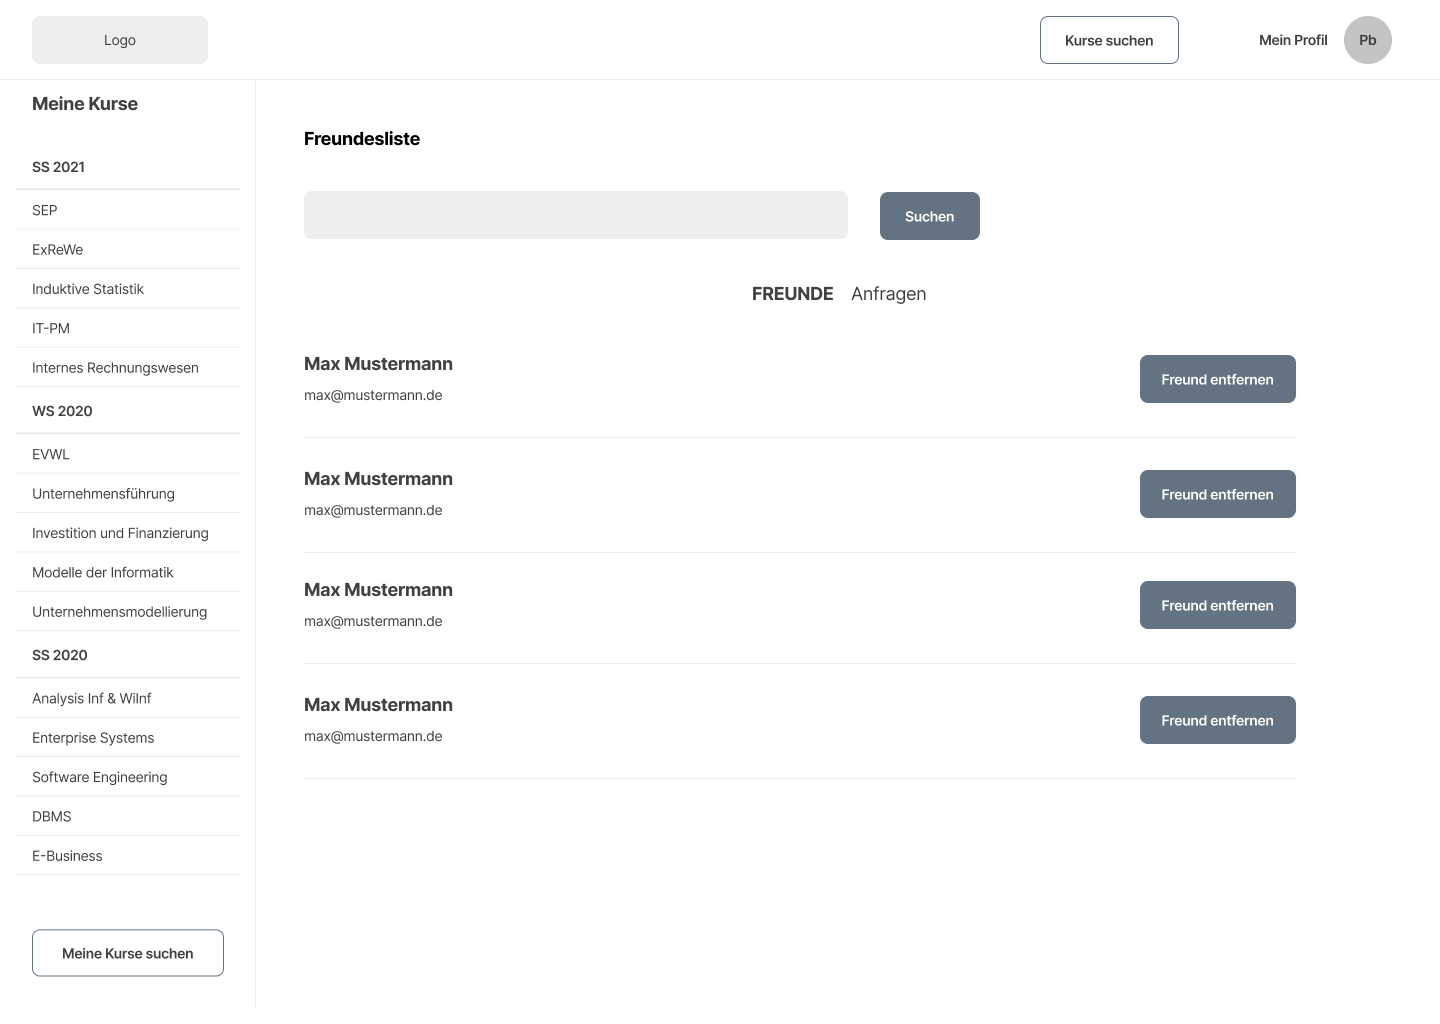 Logo
Kurse suchen
Mein Profil
Pb
Meine Kurse
SS 2021
SEP
ExReWe
Induktive Statistik
IT-PM
Internes Rechnungswesen
WS 2020
EVWL
Unternehmensführung
Investition und Finanzierung
Modelle der Informatik
Unternehmensmodellierung
SS 2020
Analysis Inf & WiInf
Enterprise Systems
Software Engineering
DBMS
E-Business
Meine Kurse suchen
Freundesliste
Suchen
FREUNDE Anfragen
Max Mustermann
max@mustermann.de
Freund entfernen
Max Mustermann
max@mustermann.de
Freund entfernen
Max Mustermann
max@mustermann.de
Freund entfernen
Max Mustermann
max@mustermann.de
Freund entfernen